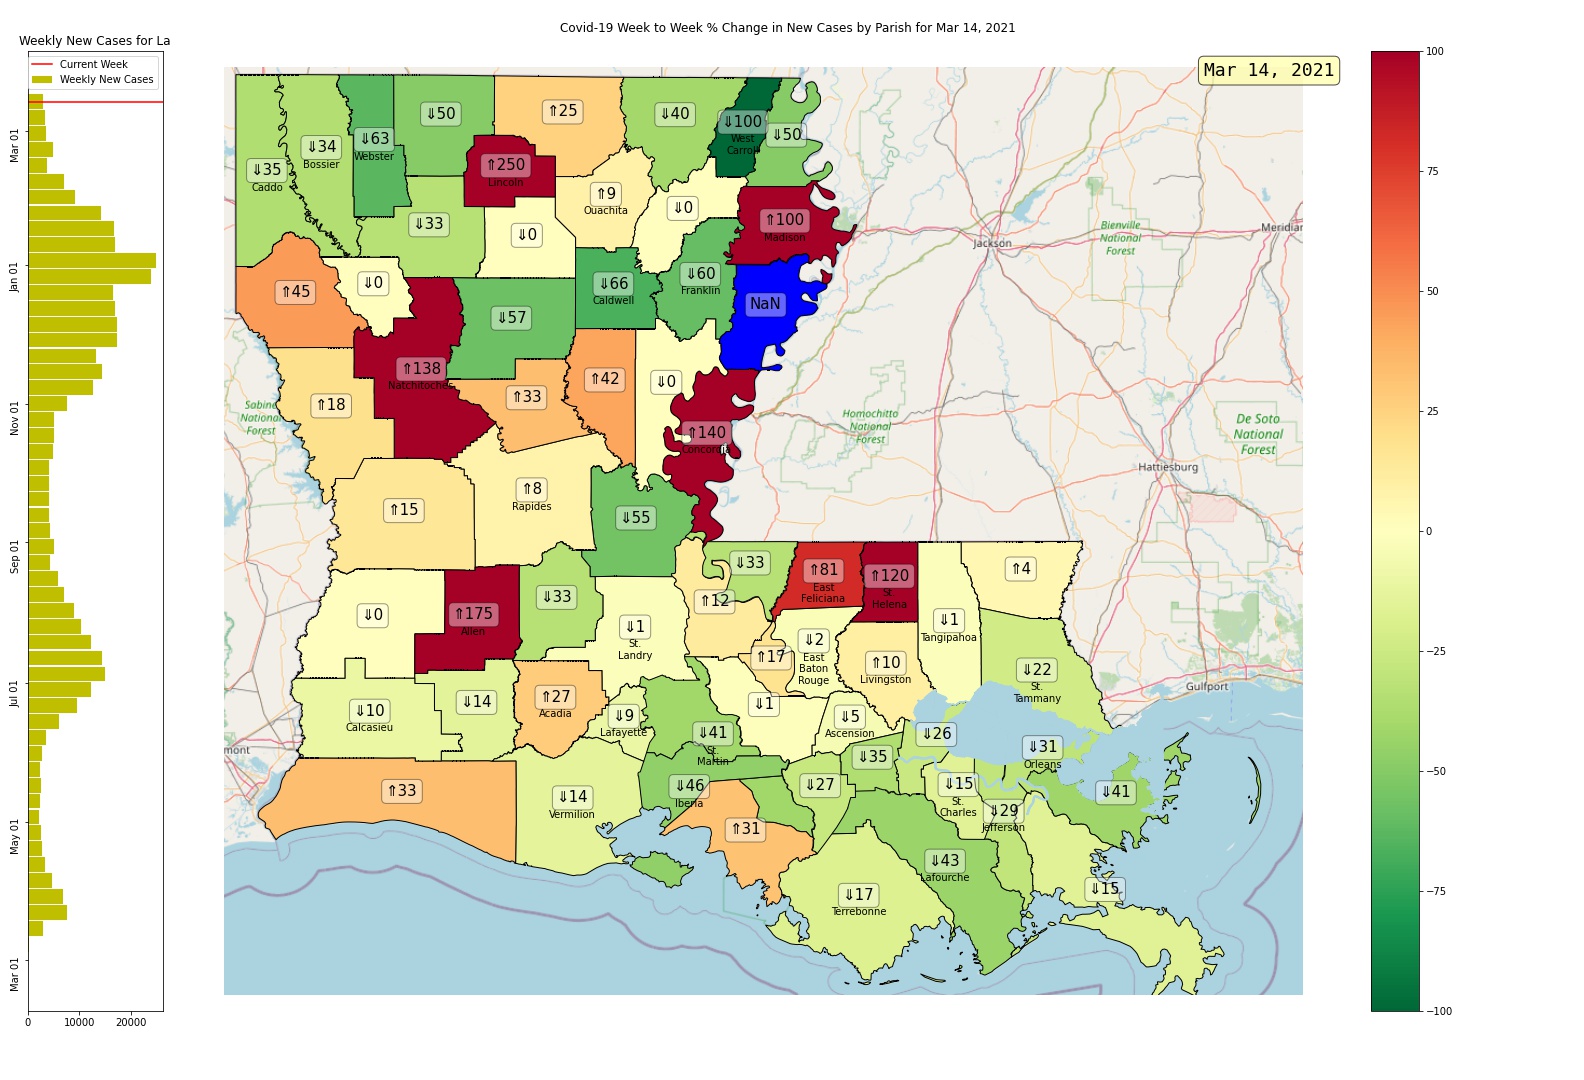 Covid-19 Week to Week % Change in New Cases by Parish for Mar 14, 2021
Weekly New Cases for La
Current Week
Weekly New Cases
Mar 01
Jan 01
Nov 01
Sep 01
Jul 01
May 01
Mar 01
0
10000
20000
Mar 14, 2021
⇓35
Caddo
⇓34
Bossier
⇓63
Webster
⇓50
⇑250
Lincoln
⇑25
⇓40
⇓100
West
Carroll
⇓50
⇓33
⇓0
⇑9
Ouachita
⇓0
⇑100
Madison
⇑45
⇓0
⇓57
⇓66
Caldwell
⇓60
Franklin
NaN
⇑138
Natchitoches
⇑18
⇑33
⇑42
⇓0
⇑140
Concordia
⇑15
⇑8
Rapides
⇓55
⇓0
⇑175
Allen
⇓33
⇓1
St.
Landry
⇑12
⇓33
⇑81
East
Feliciana
⇑120
St.
Helena
⇓1
Tangipahoa
⇑4
⇑17
⇓2
East
Baton
Rouge
⇑10
Livingston
⇓22
St.
Tammany
⇓10
Calcasieu
⇓14
⇑27
Acadia
⇓9
Lafayette
⇓41
St.
Martin
⇓1
⇓5
Ascension
⇓26
⇓31
Orleans
⇓35
⇑33
⇓14
Vermilion
⇓46
Iberia
⇓27
⇓15
St.
Charles
⇓29
Jefferson
⇓41
⇑31
⇓43
Lafourche
⇓17
Terrebonne
⇓15
Jackson
Bienville
National
Forest
Meridian
Sabine
National
Forest
Homochitto
National
Forest
De Soto
National
Forest
Hattiesburg
Gulfport
mont
100
75
50
25
0
−25
−50
−75
−100